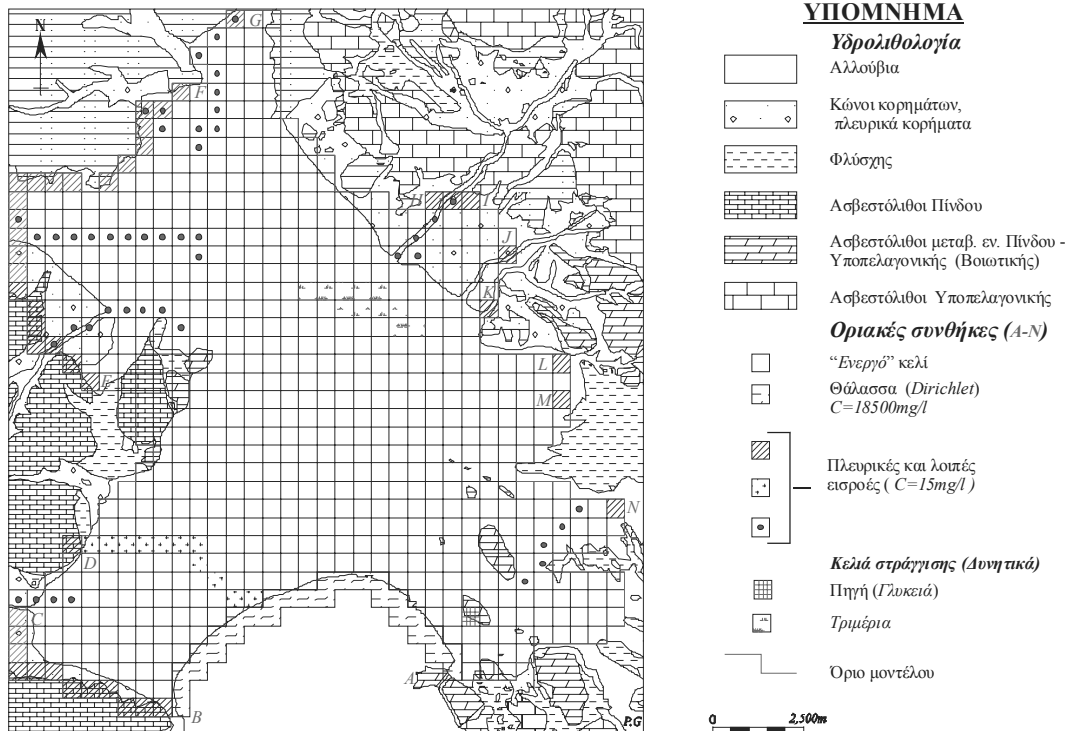 N
G
F
H
I
J
K
L
M
E
N
D
C
A
B
P.G
ΥΠΟΜΝΗΜΑ
Υδρολιθολογία
Αλλούβια
Κώνοι κορημάτων,
πλευρικά κορήματα
Φλύσχης
Ασβεστόλιθοι Πίνδου
Ασβεστόλιθοι μεταβ. εν. Πίνδου -
Υποπελαγονικής (Βοιωτικής)
Ασβεστόλιθοι Υποπελαγονικής
Οριακές συνθήκες (A-N)
“Ενεργό” κελί
Θάλασσα (Dirichlet)
C=18500mg/l
Πλευρικές και λοιπές
εισροές ( C=15mg/l )
Κελιά στράγγισης (Δυνητικά)
Πηγή (Γλυκειά)
Τριμέρια
Όριο μοντέλου
0 2,500m